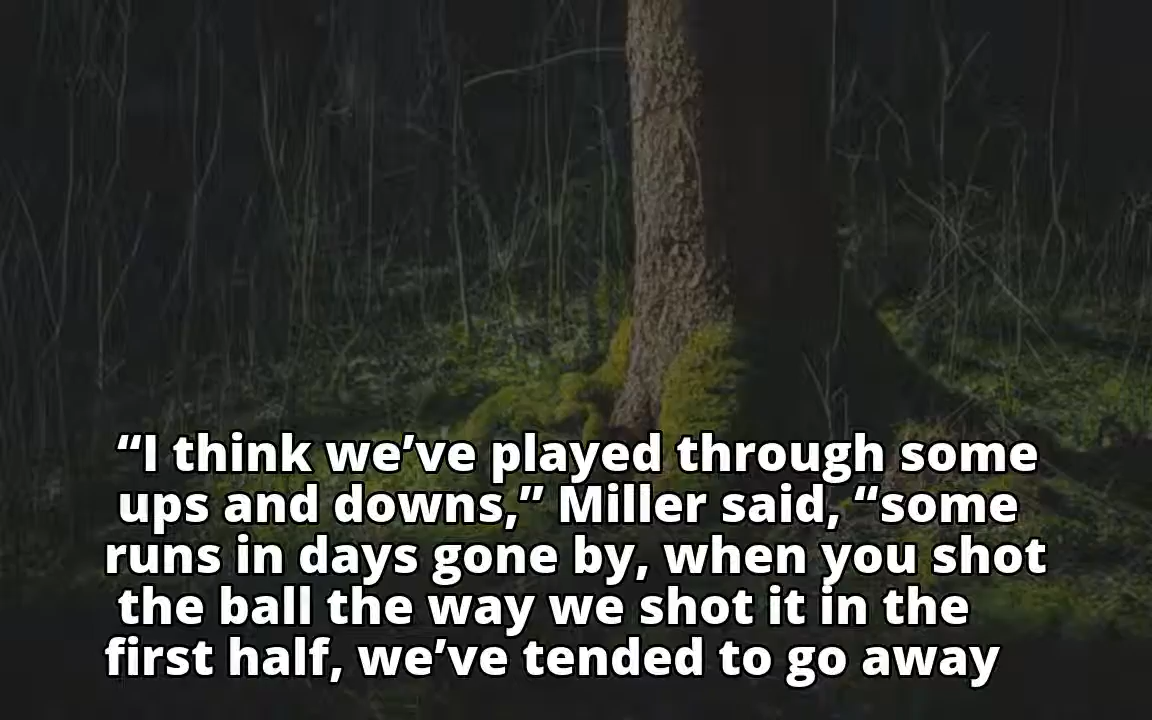 “I think we’ve played through some
ups and downs,” Miller said, “some
runs in days gone by, when you shot
the ball the way we shot it in the
first half, we’ve tended to go away